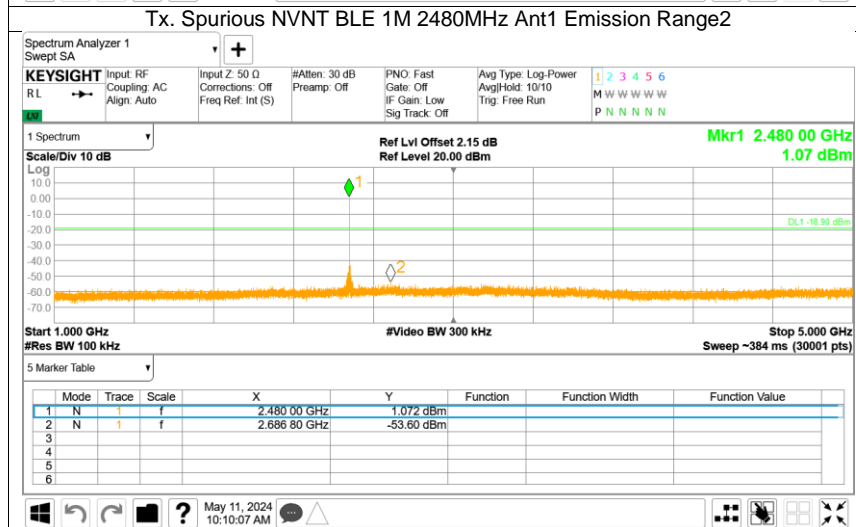 Tx. Spurious NVNT BLE 1M 2480MHz Ant1 Emission Range2
Spectrum Analyzer 1
Swept SA
+
KEYSIGHT
RL
LXI
Input: RF
Coupling: AC
Align: Auto
Input Z: 50 Ω
Corrections: Off
Freq Ref: Int (S)
#Atten: 30 dB
Preamp: Off
PNO: Fast
Gate: Off
IF Gain: Low
Sig Track: Off
Avg Type: Log-Power
Avg|Hold: 10/10
Trig: Free Run
1 2 3 4 5 6
M W W W W W
P N N N N N
1 Spectrum
Scale/Div 10 dB
Ref Lvl Offset 2.15 dB
Ref Level 20.00 dBm
Mkr1 2.480 00 GHz
1.07 dBm
Log
10.0
0.00
-10.0
-20.0
-30.0
-40.0
-50.0
-60.0
-70.0
1
2
DL1 -18.90 dBm
Start 1.000 GHz
#Res BW 100 kHz
#Video BW 300 kHz
Stop 5.000 GHz
Sweep ~384 ms (30001 pts)
5 Marker Table
Mode Trace Scale X Y Function Function Width Function Value
1 N 1 f 2.480 00 GHz 1.072 dBm
2 N 1 f 2.686 80 GHz -53.60 dBm
3
4
5
6
?
May 11, 2024
10:10:07 AM